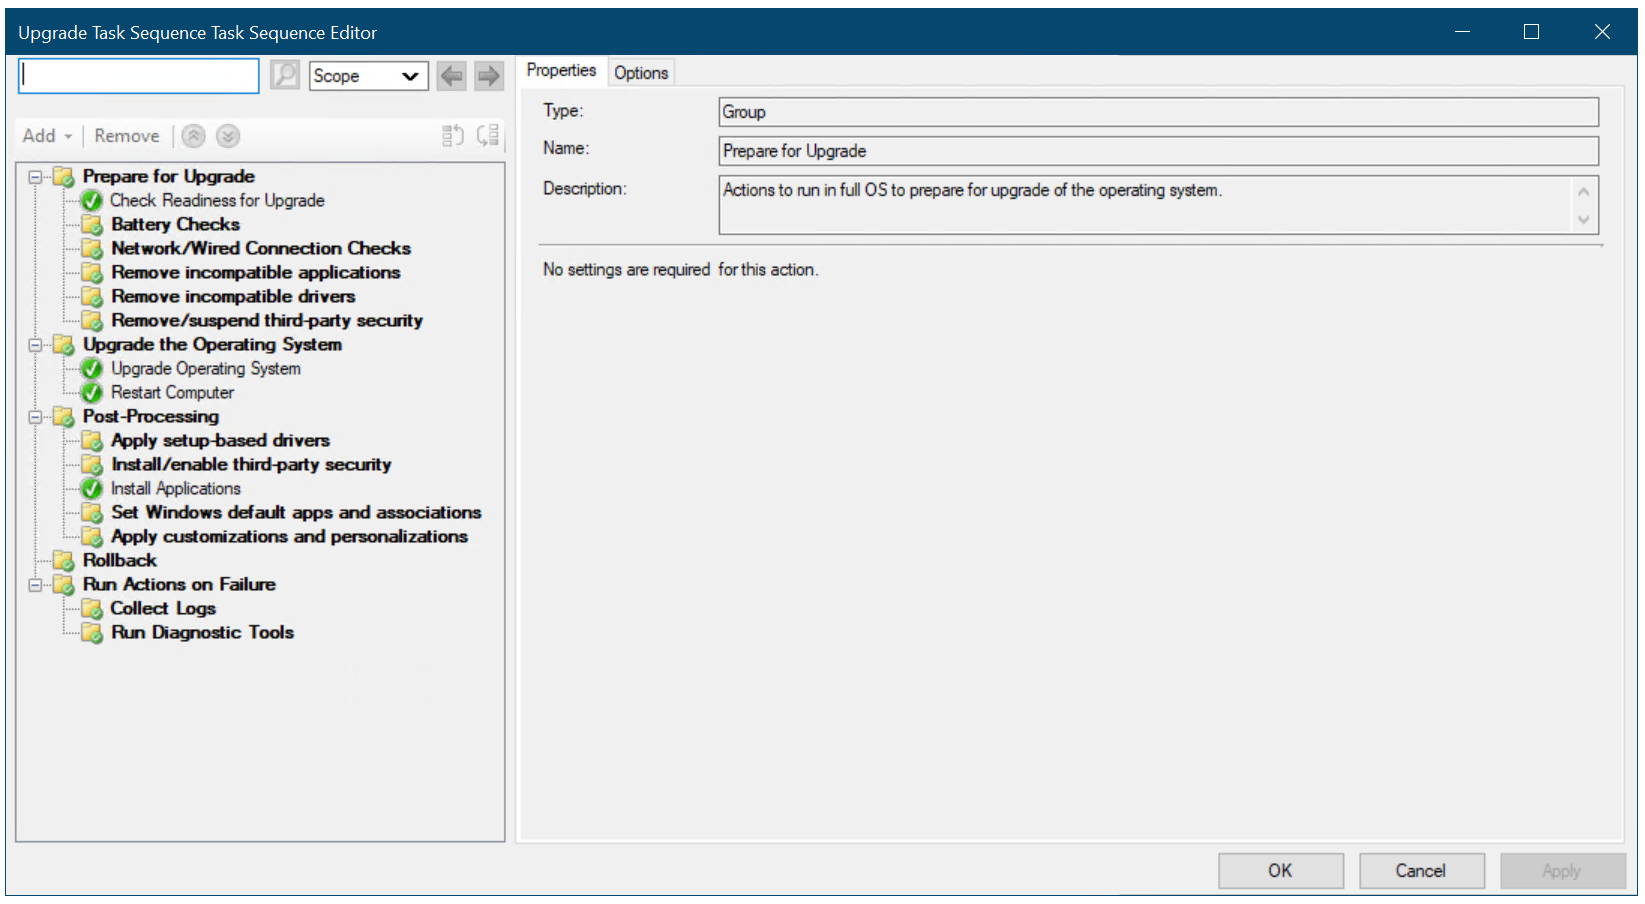 Upgrade Task Sequence Task Sequence Editor
Scope
Add
Remove
Prepare for Upgrade
Check Readiness for Upgrade
Battery Checks
Network/Wired Connection Checks
Remove incompatible applications
Remove incompatible drivers
Remove/suspend third-party security
Upgrade the Operating System
Upgrade Operating System
Restart Computer
Post-Processing
Apply setup-based drivers
Install/enable third-party security
Install Applications
Set Windows default apps and associations
Apply customizations and personalizations
Rollback
Run Actions on Failure
Collect Logs
Run Diagnostic Tools
Properties Options
Type: Group
Name: Prepare for Upgrade
Description: Actions to run in full OS to prepare for upgrade of the operating system.
No settings are required for this action.
OK Cancel Apply